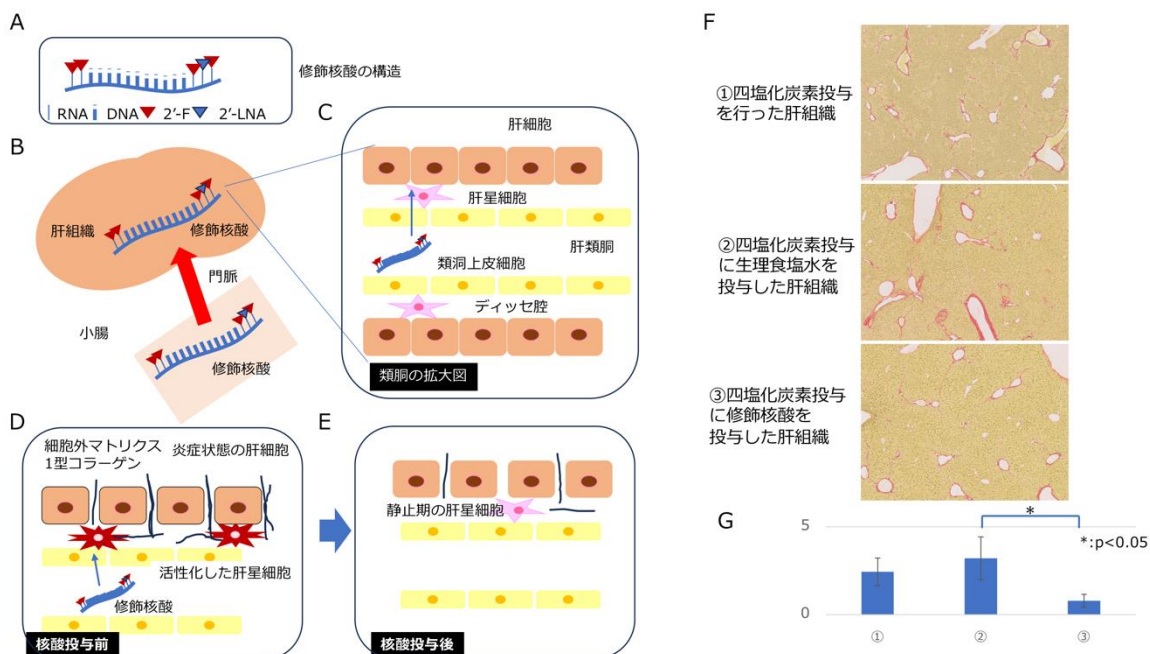 A
修飾核酸の構造
RNA DNA 2’-F 2’-LNA
B
肝組織
修飾核酸
門脈
小腸
修飾核酸
C
肝細胞
肝星細胞
肝類胴
類洞上皮細胞
ディッセ腔
類胴の拡大図
D
細胞外マトリクス
1型コラーゲン
炎症状態の肝細胞
活性化した肝星細胞
修飾核酸
核酸投与前
E
静止期の肝星細胞
核酸投与後
F
①四塩化炭素投与
を行った肝組織
②四塩化炭素投与
に生理食塩水を
投与した肝組織
③四塩化炭素投与
に修飾核酸を
投与した肝組織
G
5
*
*:p<0.05
0
① ② ③